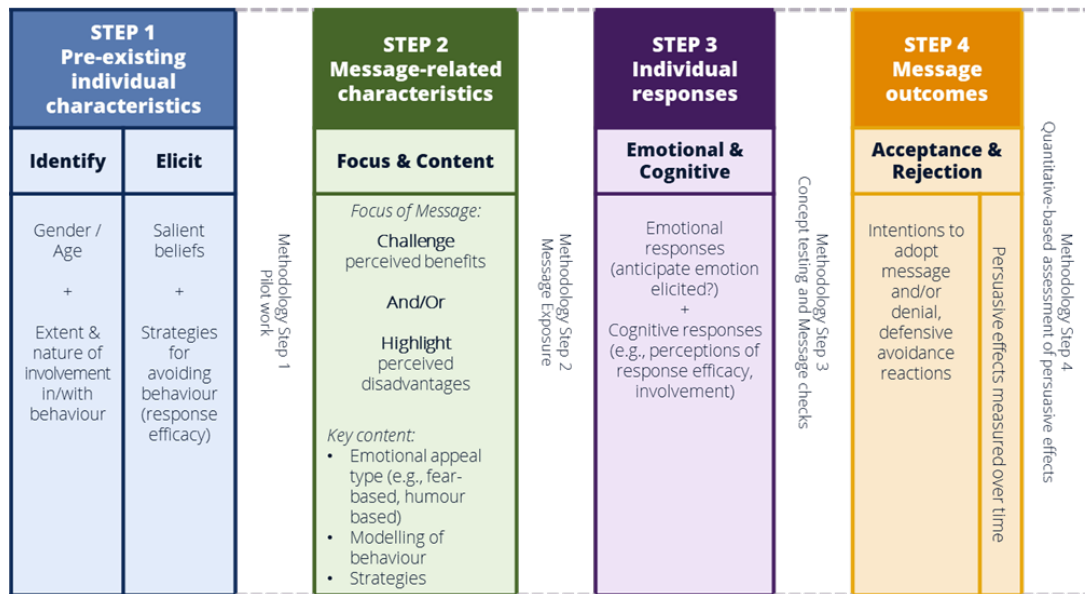 STEP 1
Pre-existing
individual
characteristics
Identify
Gender /
Age
+
Extent &
nature of
involvement
in/with
behaviour
Elicit
Salient
beliefs
+
Strategies
for
avoiding
behaviour
(response
efficacy)
Methodology Step 1
Pilot work
STEP 2
Message-related
characteristics
Focus & Content
Focus of Message:
Challenge
perceived benefits
And/Or
Highlight
perceived
disadvantages
Key content:
• Emotional appeal
type (e.g., fear-
based, humour
based)
• Modelling of
behaviour
• Strategies
Methodology Step 2
Message Exposure
STEP 3
Individual
responses
Emotional &
Cognitive
Emotional
responses
(anticipate emotion
elicited?)
+
Cognitive responses
(e.g., perceptions of
response efficacy,
involvement)
Methodology Step 3
Concept testing and Message checks
STEP 4
Message
outcomes
Acceptance &
Rejection
Intentions to
adopt
message
and/or
denial,
defensive
avoidance
reactions
Persuasive effects measured over time
Methodology Step 4
Quantitative-based assessment of persuasive effects